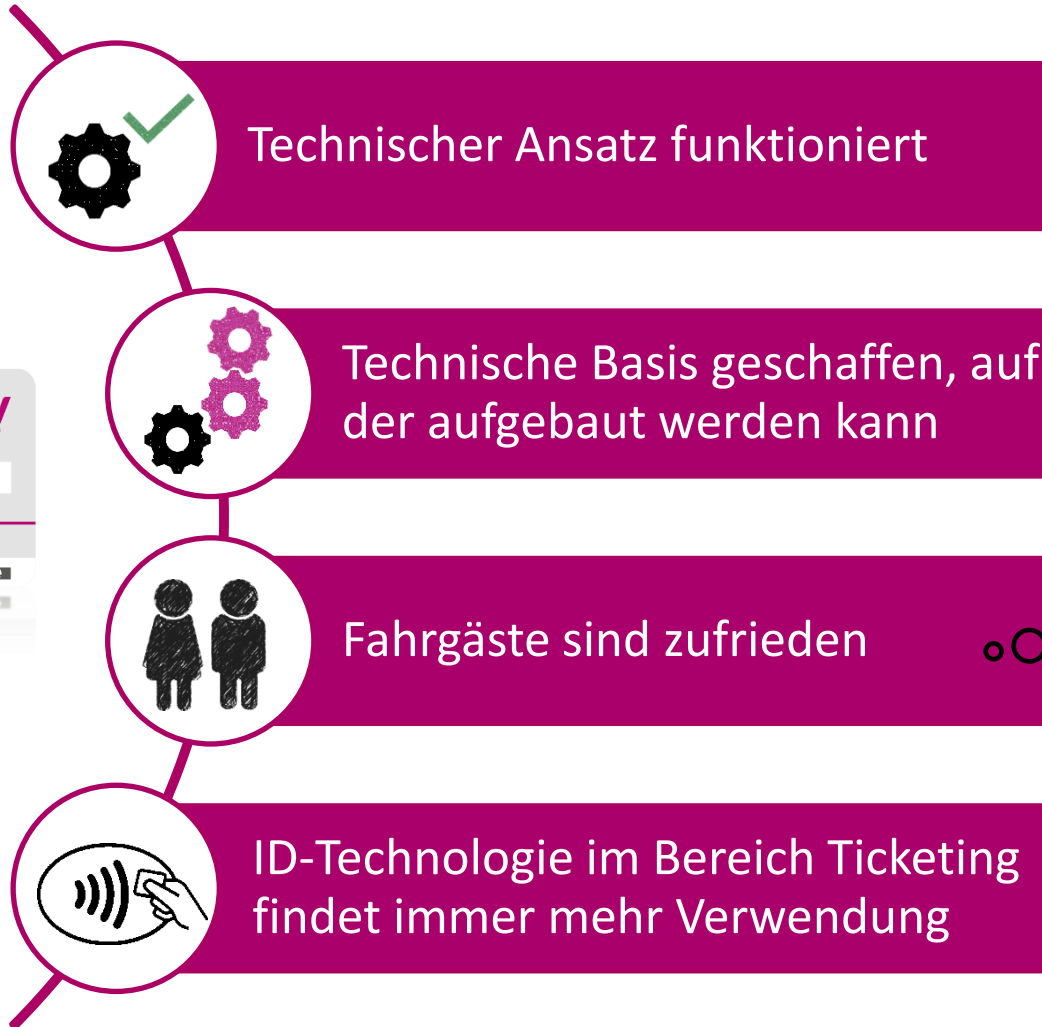 Technischer Ansatz funktioniert
Technische Basis geschaffen, auf
der aufgebaut werden kann
Fahrgäste sind zufrieden
ID-Technologie im Bereich Ticketing
findet immer mehr Verwendung